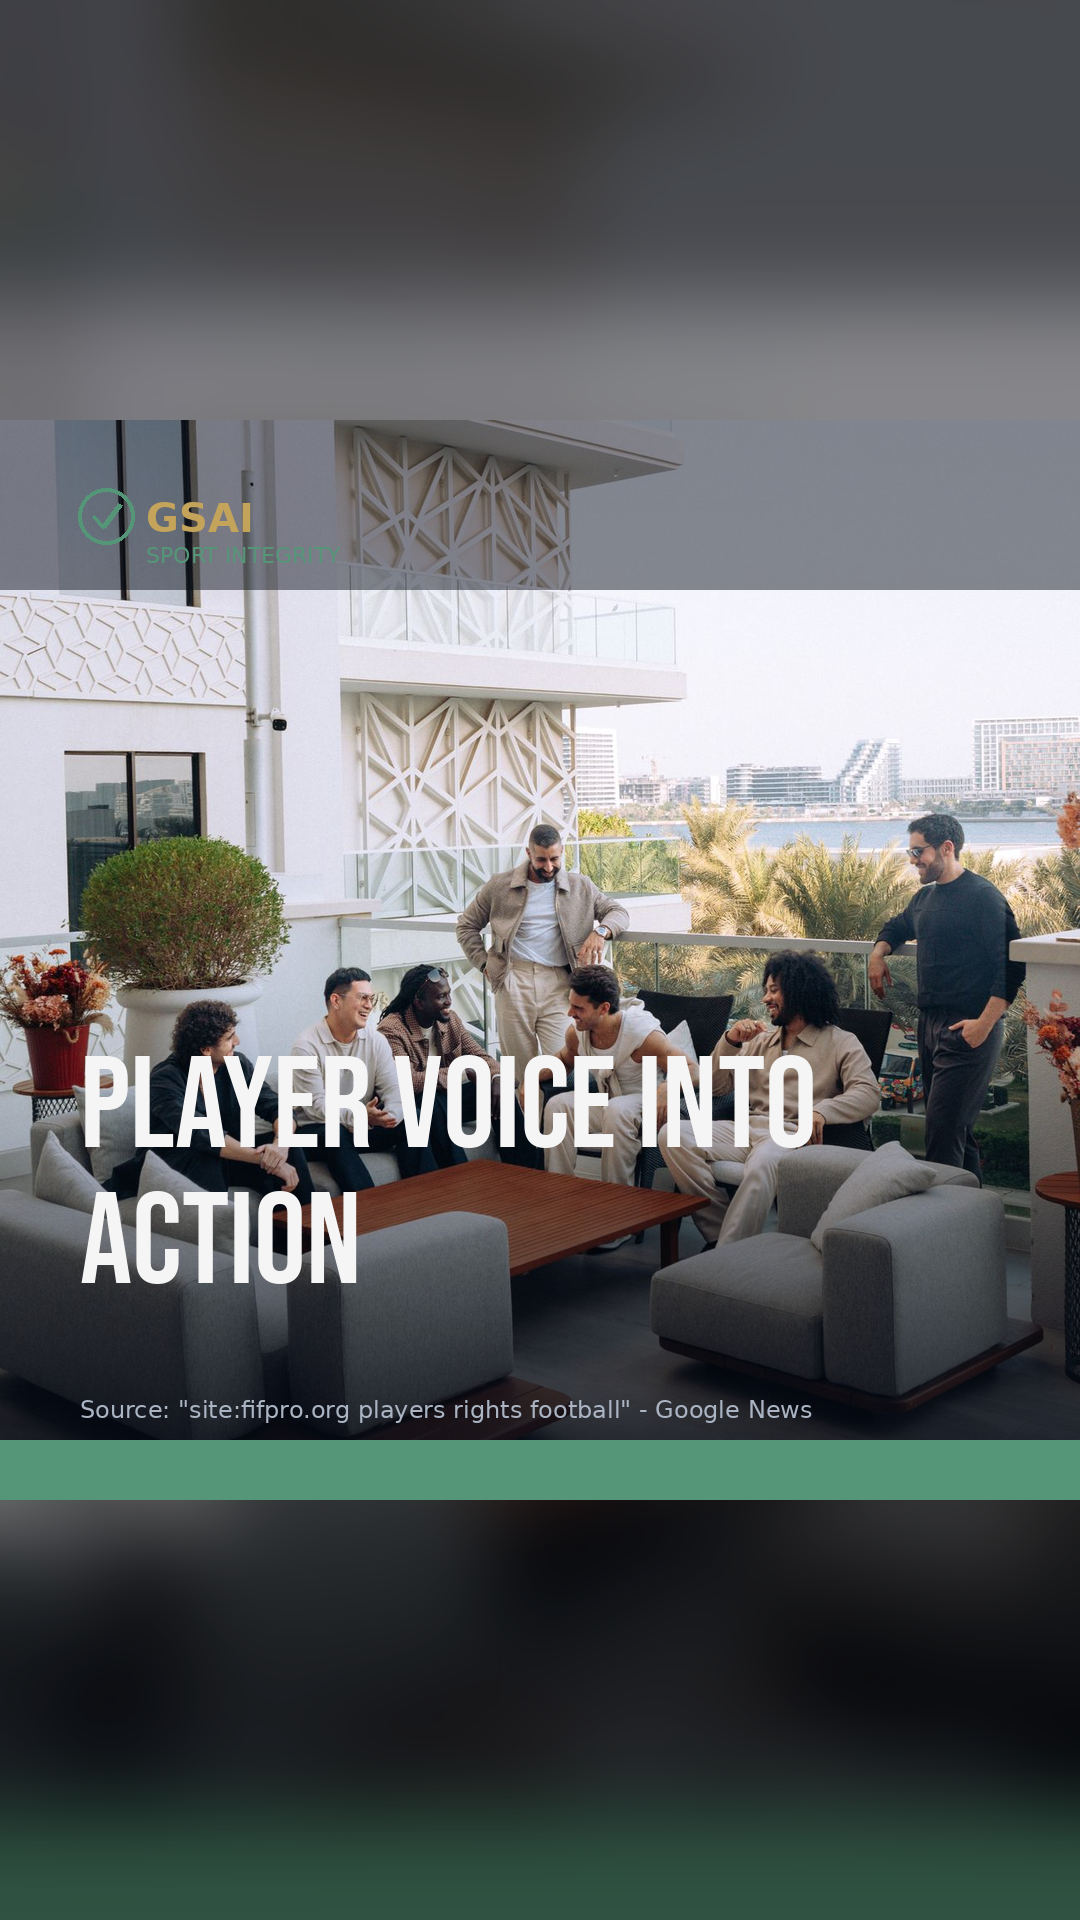 GSAI
SPORT INTEGRITY
PLAYER VOICE INTO
ACTION
Source: "site:fifpro.org players rights football" - Google News